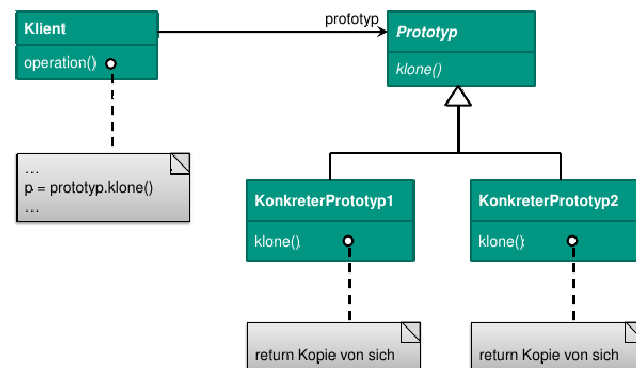 Klient
operation()
prototyp
Prototyp
klone()
...
p = prototyp.klone()
...
KonkreterPrototyp1
klone()
KonkreterPrototyp2
klone()
return Kopie von sich
return Kopie von sich